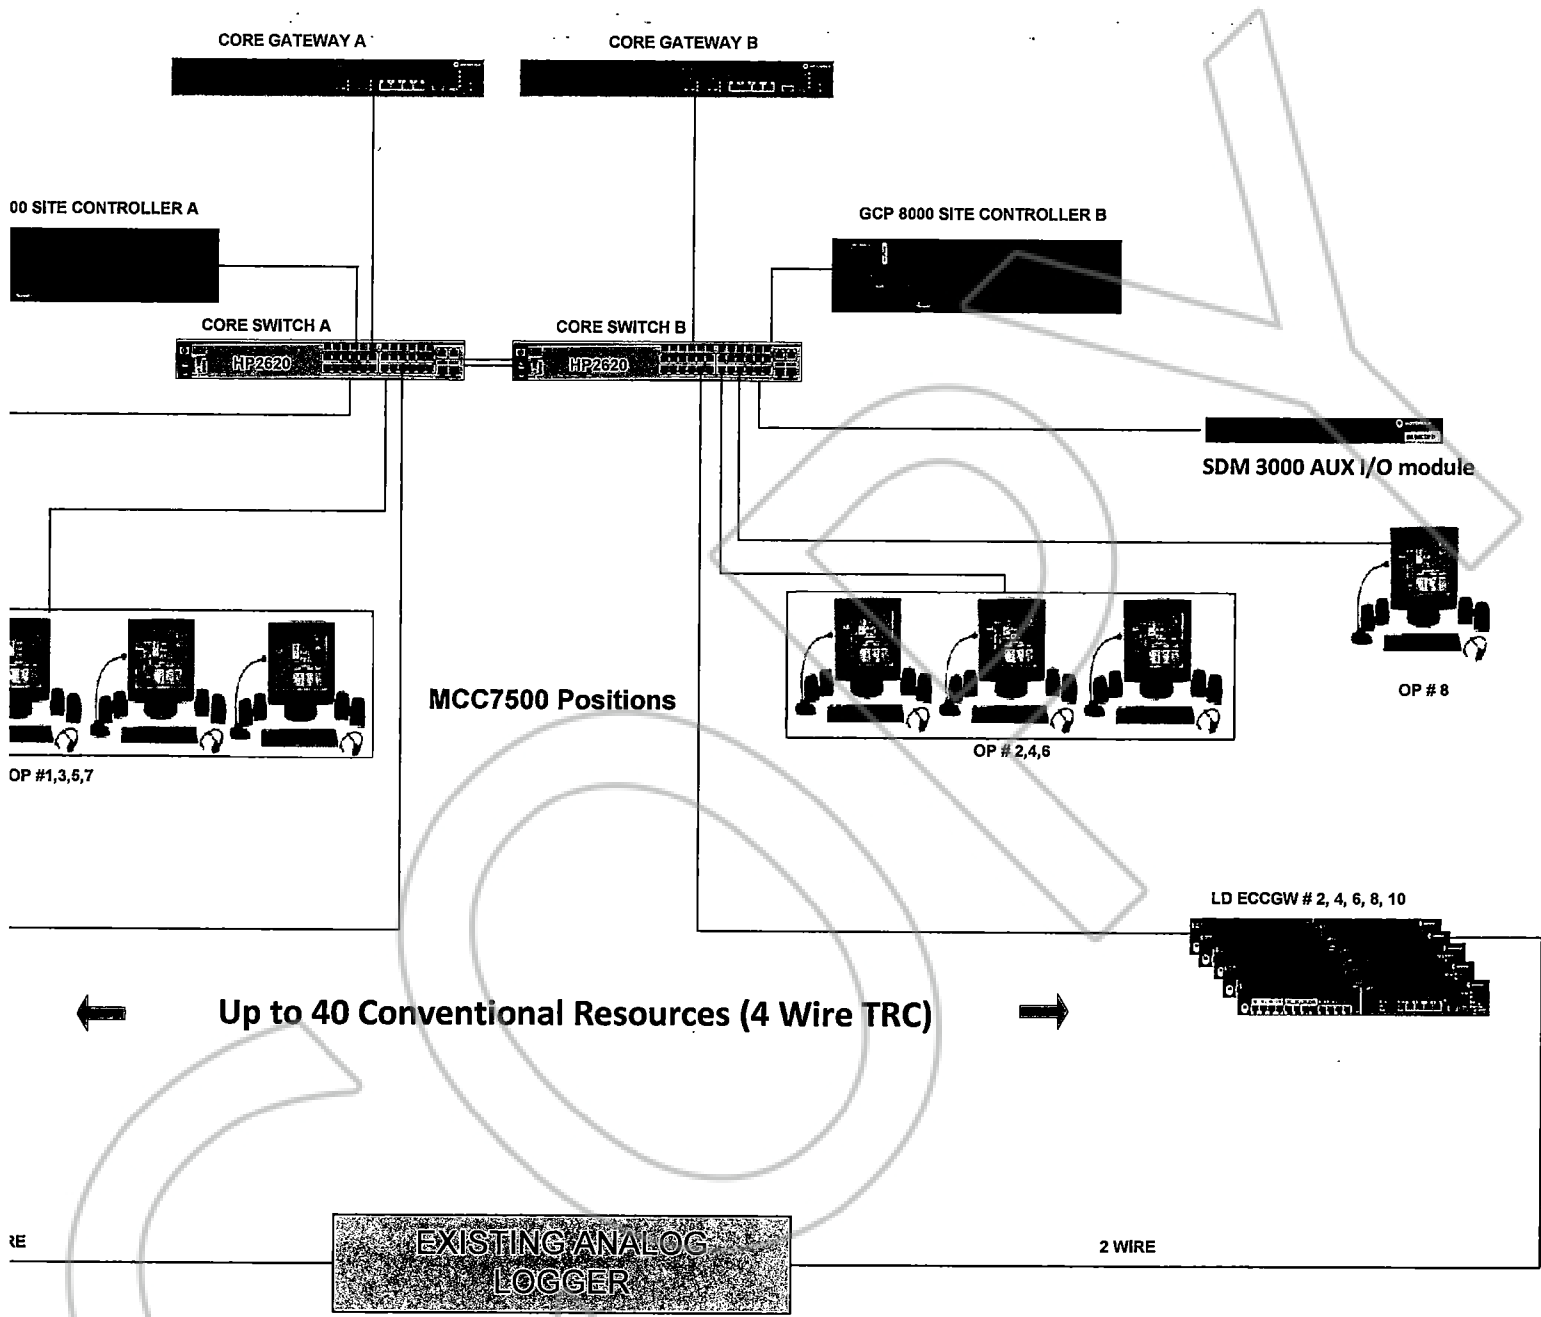 CORE GATEWAY A
CORE GATEWAY B
00 SITE CONTROLLER A
GCP 8000 SITE CONTROLLER B
CORE SWITCH A
CORE SWITCH B
HP2620
HP2620
SDM 3000 AUX I/O module
OP # 8
MCC7500 Positions
OP # 2,4,6
OP #1,3,5,7
LD ECCGW # 2, 4, 6, 8, 10
Up to 40 Conventional Resources (4 Wire TRC)
RE
EXISTING ANALOG
LOGGER
2 WIRE
COPY